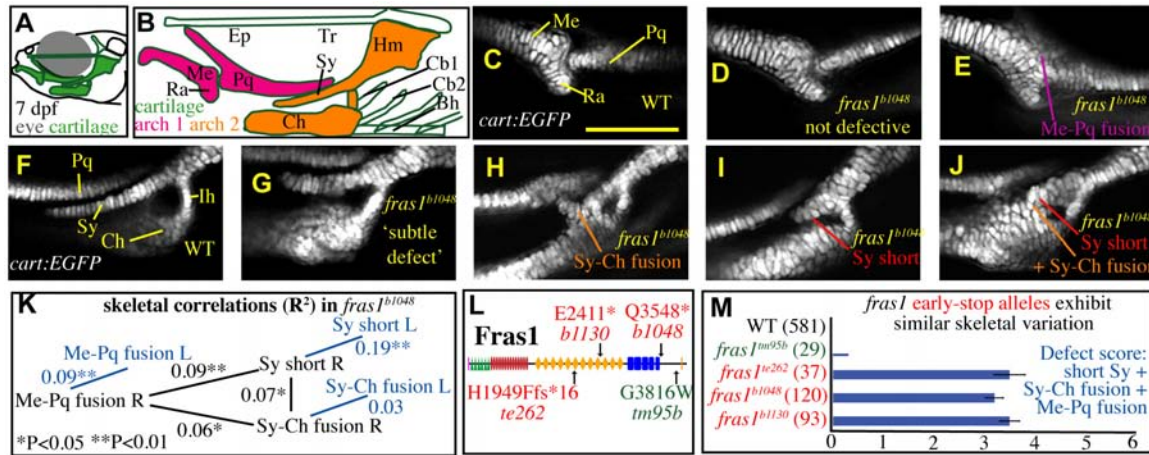 A
7 dpf
eye cartilage
B
Ep
Tr
Hm
Sy
Me
Pq
Ra
Cb1
Cb2
Bh
Ch
cartilage
arch 1 arch 2
C
Me
Pq
Ra
WT
cart:EGFP
D
fras1b1048
not defective
E
fras1b1048
Me-Pq fusion
F
Pq
Sy
Ch
Ih
WT
cart:EGFP
G
fras1b1048
'subtle
defect'
H
fras1b1048
Sy-Ch fusion
I
fras1b1048
Sy short
J
fras1b1048
Sy short
+ Sy-Ch fusion
K
skeletal correlations (R²) in fras1b1048
Sy short L
Me-Pq fusion L
0.19**
0.09**
0.09**
Sy short R
Me-Pq fusion R
0.07*
Sy-Ch fusion L
0.03
0.06*
Sy-Ch fusion R
*P<0.05 **P<0.01
L
E2411* Q3548*
b1130 b1048
Fras1
H1949Ffs*16 G3816W
te262 tm95b
M
fras1 early-stop alleles exhibit
similar skeletal variation
WT (581)
fras1tm95b (29)
fras1te262 (37)
fras1b1048 (120)
fras1b1130 (93)
Defect score:
short Sy +
Sy-Ch fusion +
Me-Pq fusion
0 1 2 3 4 5 6